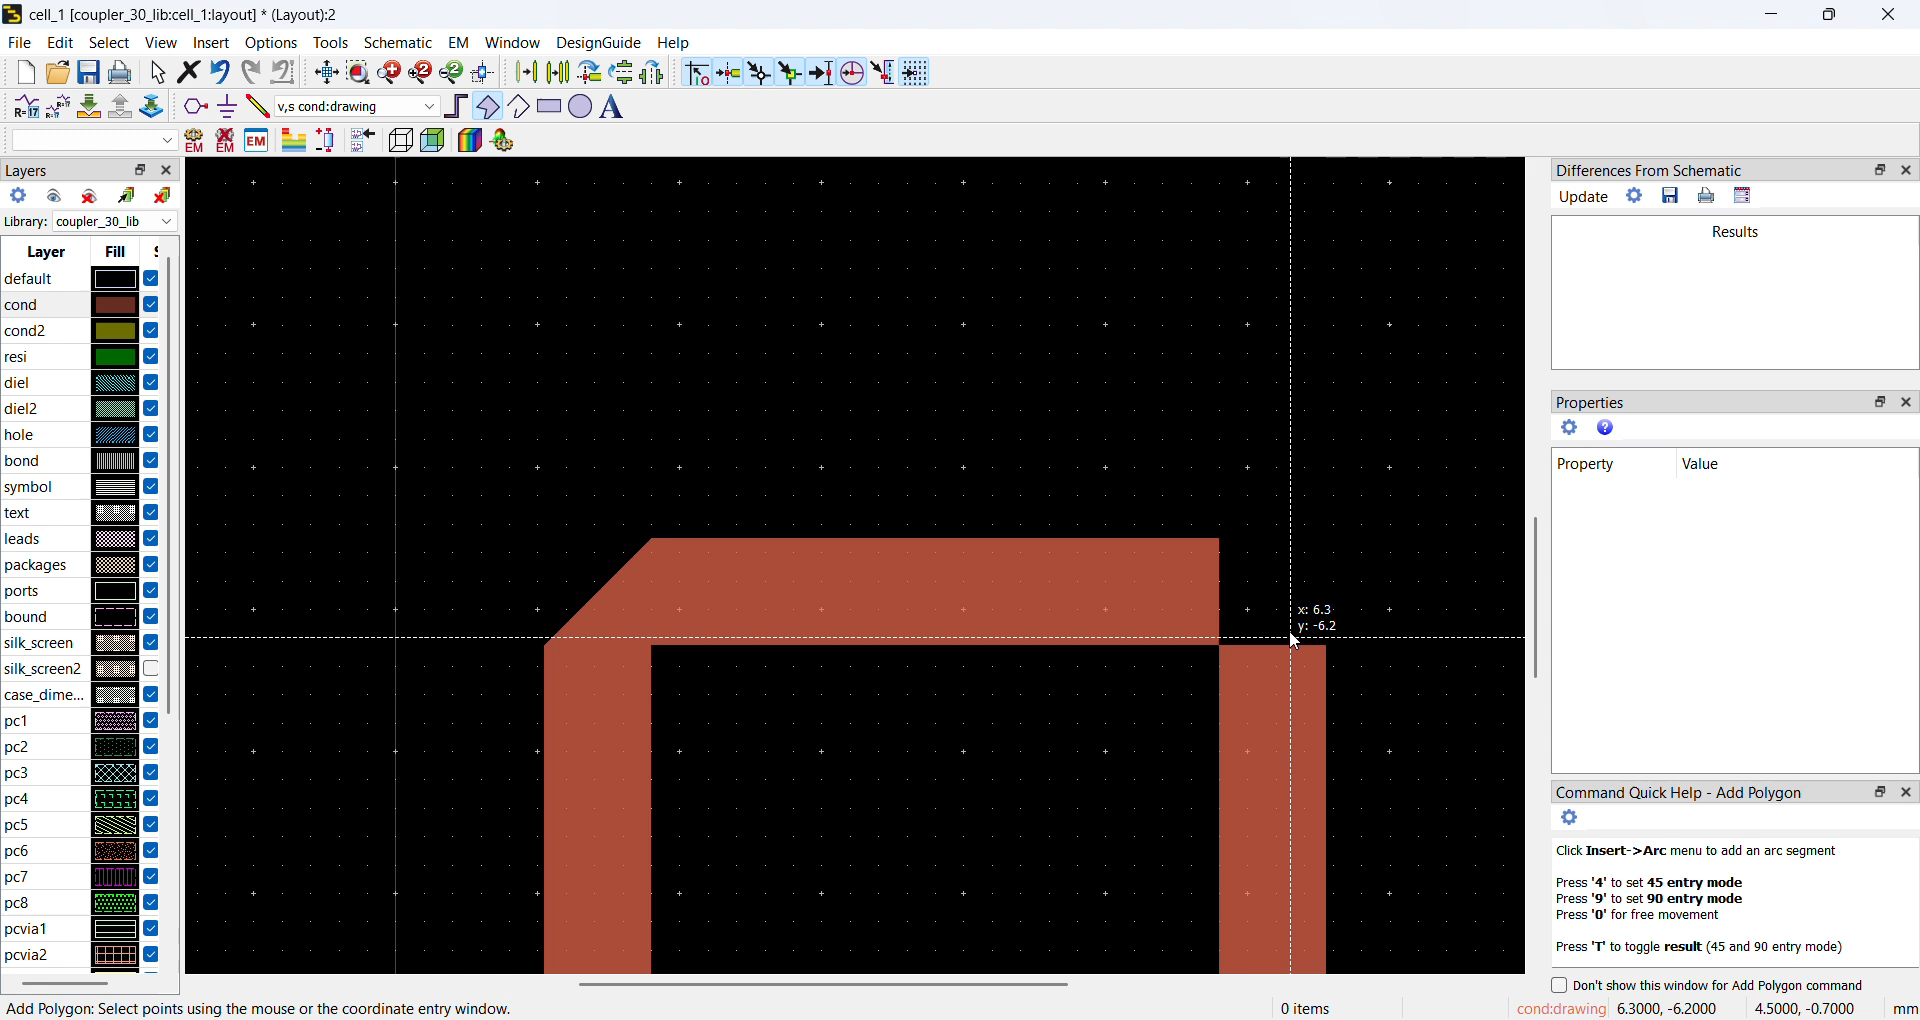 cell_1 [coupler_30_lib:cell_1:layout] * (Layout):2
File Edit Select View Insert Options Tools Schematic EM Window DesignGuide Help
v,s cond:drawing
EM EM EM
Layers
Library: coupler_30_lib
Layer Fill
default
cond
cond2
resi
diel
diel2
hole
bond
symbol
text
leads
packages
ports
bound
silk_screen
silk_screen2
case_dime...
pc1
pc2
pc3
pc4
pc5
pc6
pc7
pc8
pcvia1
pcvia2
x: 6.3
y: -6.2
Differences From Schematic
Update
Results
Properties
Property Value
Command Quick Help - Add Polygon
Click Insert->Arc menu to add an arc segment
Press '4' to set 45 entry mode
Press '9' to set 90 entry mode
Press '0' for free movement
Press 'T' to toggle result (45 and 90 entry mode)
Don't show this window for Add Polygon command
Add Polygon: Select points using the mouse or the coordinate entry window.
0 items
cond:drawing 6.3000, -6.2000 4.5000, -0.7000 mm